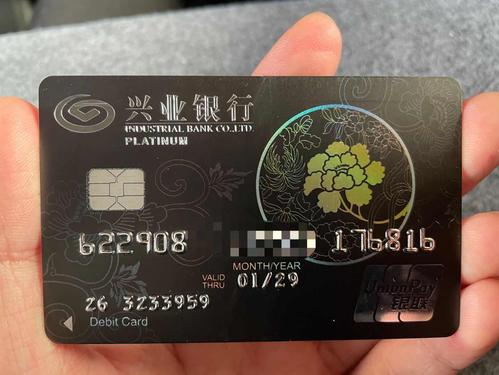 兴业银行
INDUSTRIAL BANK CO.,LTD.
PLATINUM
622908 176816
MONTH/YEAR
VALID THRU 01/29
26 3233959
Debit Card
UnionPay
银联